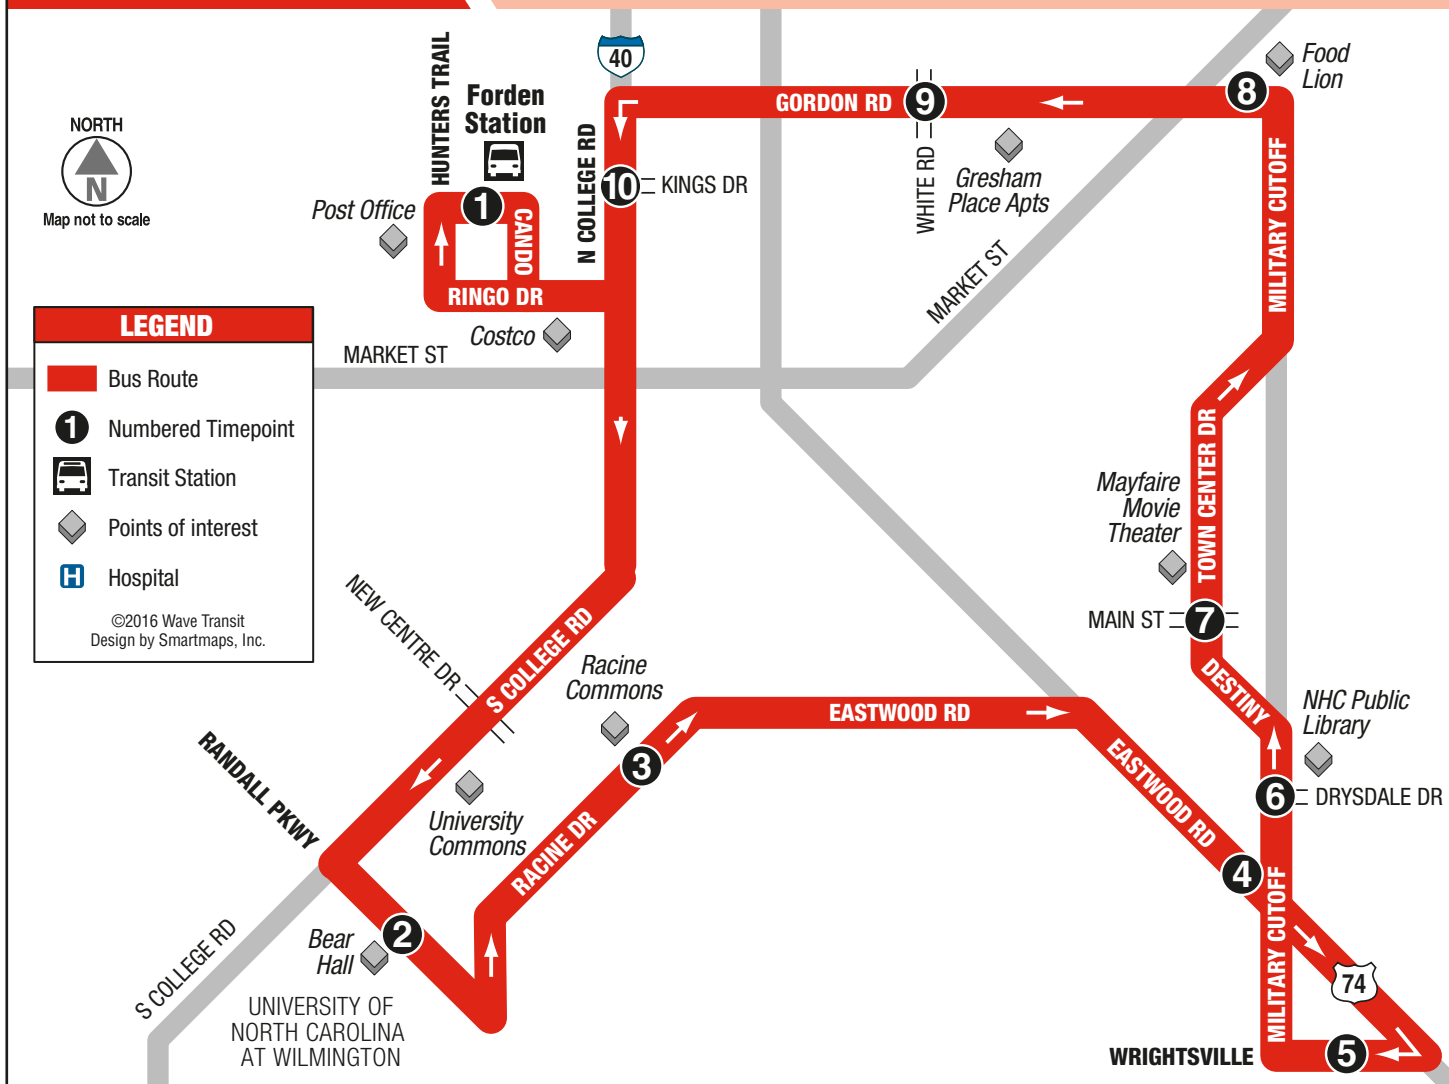 40
HUNTERS TRAIL
Forden
Station
NORTH
N
Map not to scale
Post Office
1
CANDO
RINGO DR
Costco
N COLLEGE RD
10
KINGS DR
GORDON RD
9
WHITE RD
Gresham
Place Apts
8
Food
Lion
MILITARY CUTOFF
MARKET ST
MARKET ST
LEGEND
Bus Route
1
Numbered Timepoint
Transit Station
Points of interest
H
Hospital
©2016 Wave Transit
Design by Smartmaps, Inc.
Mayfaire
Movie
Theater
TOWN CENTER DR
MAIN ST
7
DESTINY
NHC Public
Library
6
DRYSDALE DR
NEW CENTRE DR
S COLLEGE RD
Racine
Commons
3
EASTWOOD RD
EASTWOOD RD
4
RANDALL PKWY
University
Commons
RACINE DR
2
Bear
Hall
S COLLEGE RD
UNIVERSITY OF
NORTH CAROLINA
AT WILMINGTON
MILITARY CUTOFF
74
WRIGHTSVILLE
5